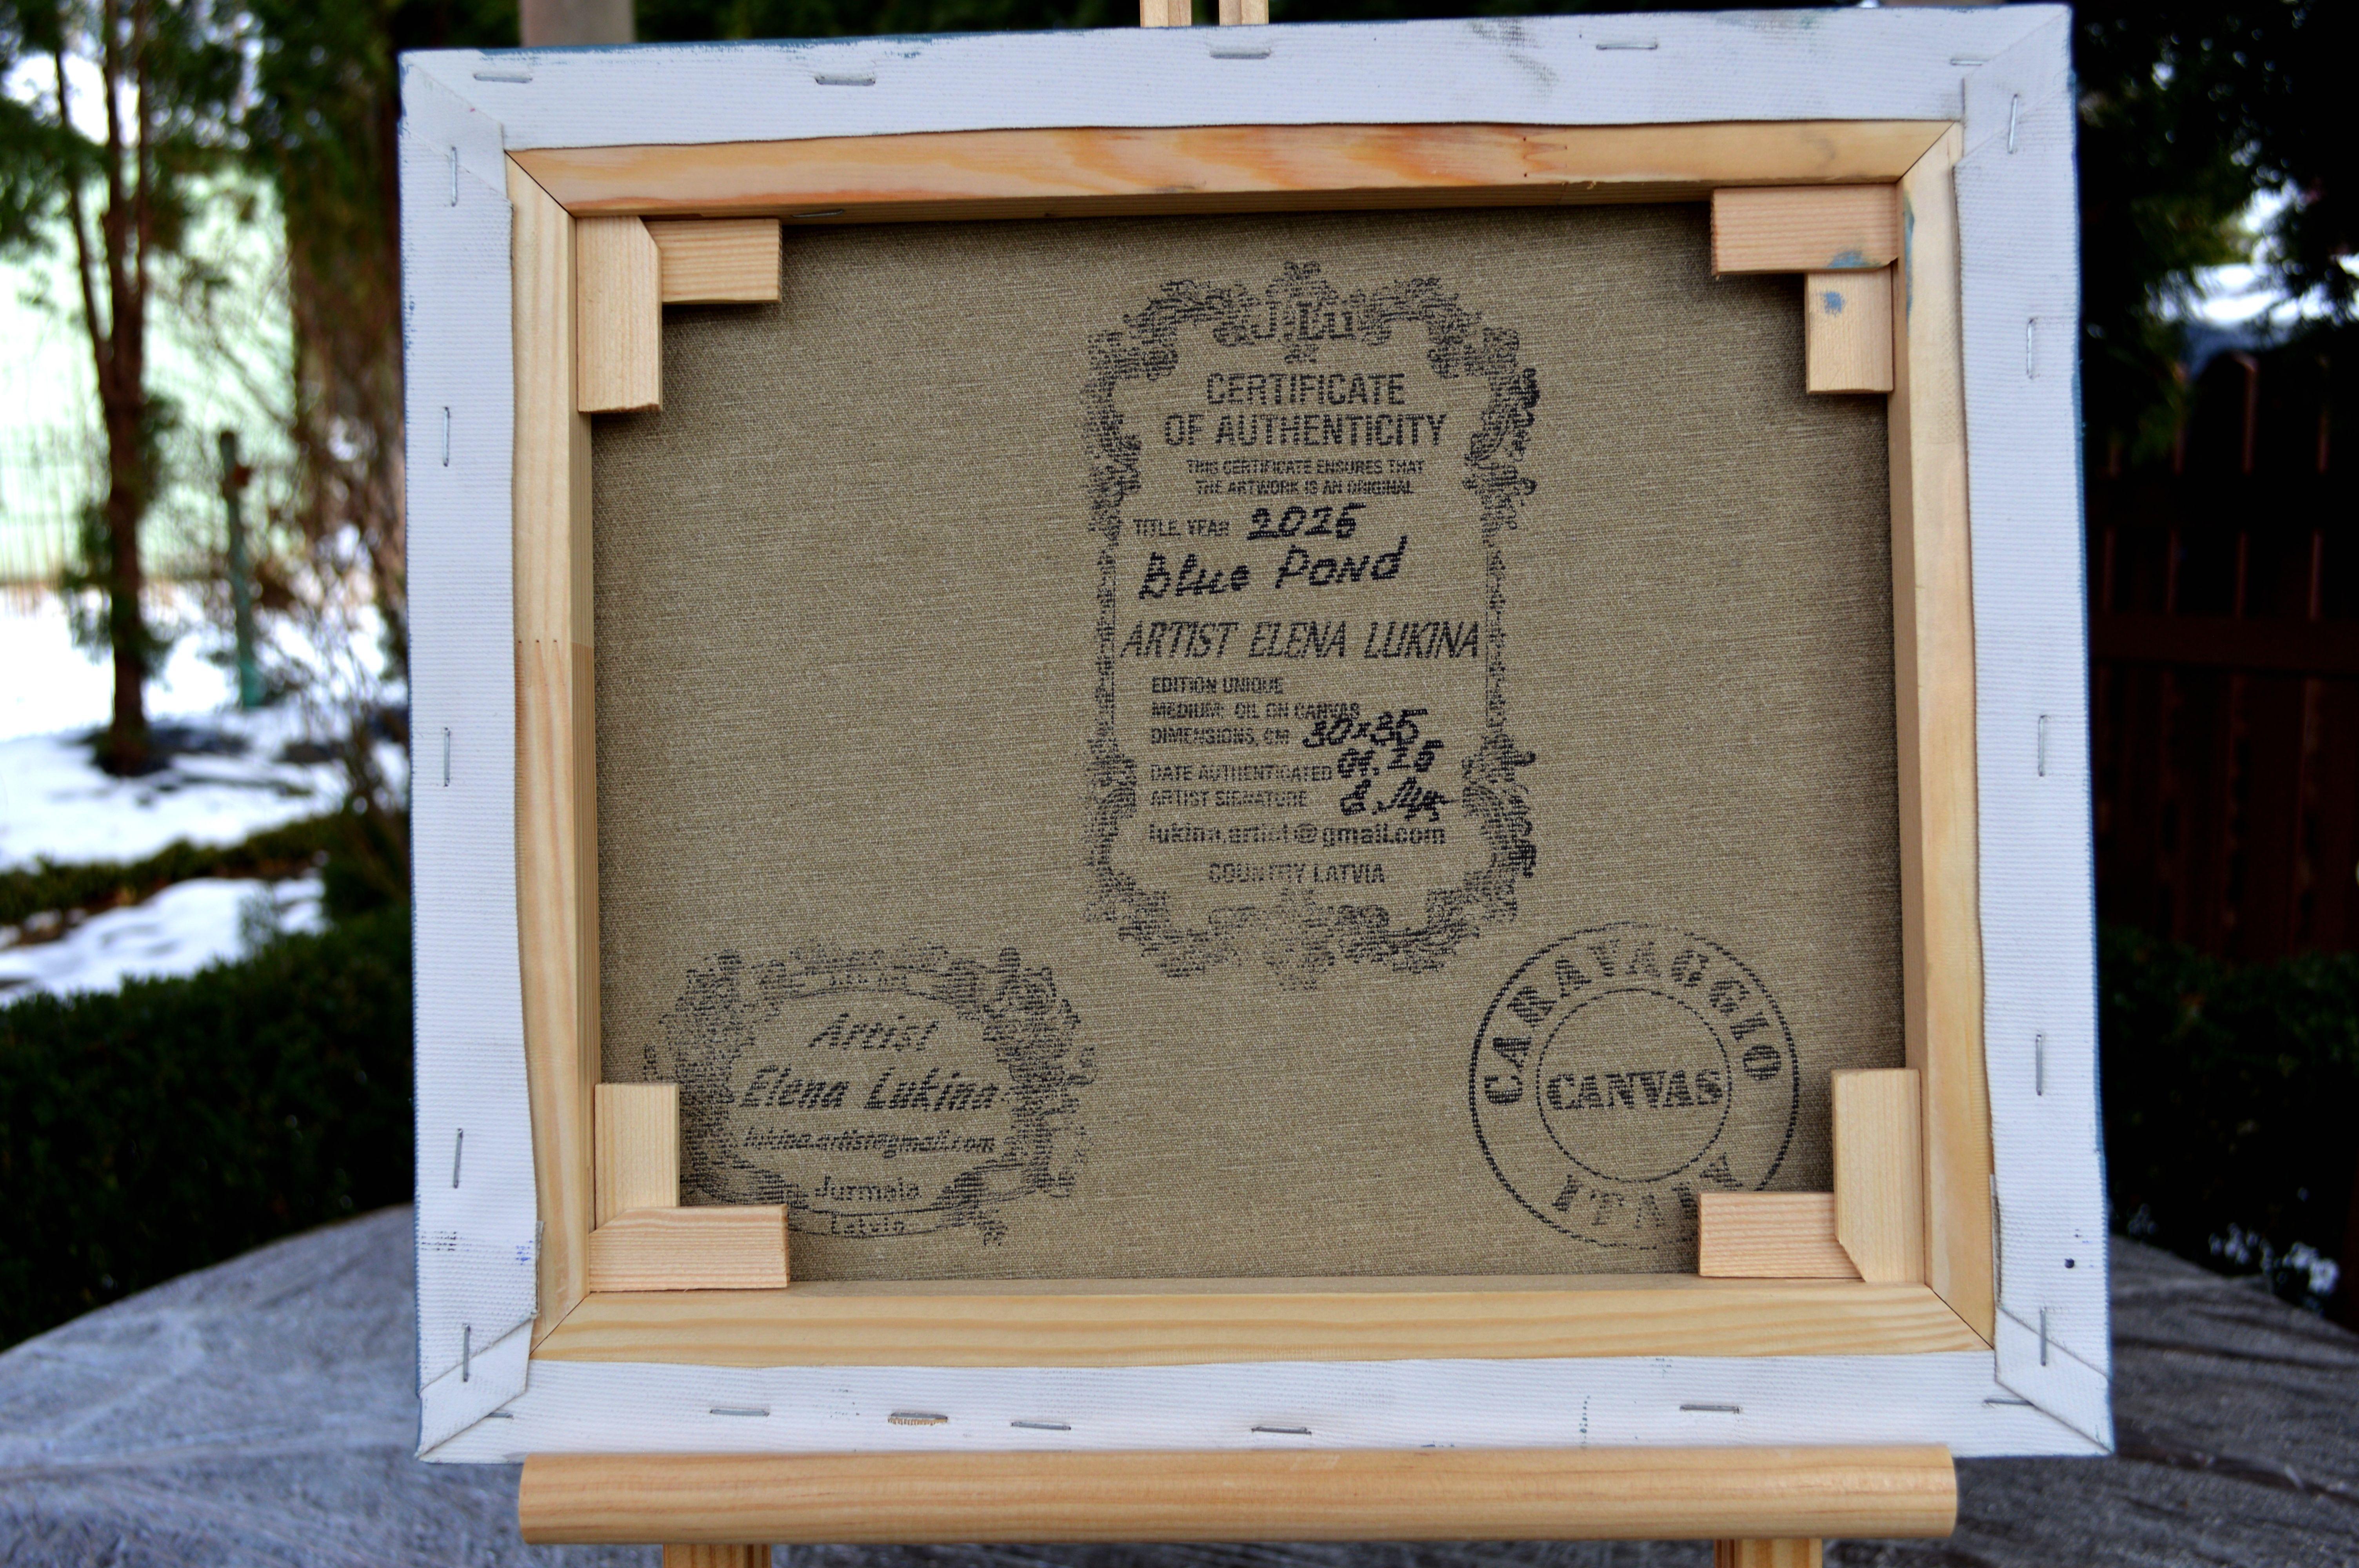 J-Lu
CERTIFICATE
OF AUTHENTICITY
THIS CERTIFICATE ENSURES THAT
THE ARTWORK IS AN ORIGINAL
TITLE, YEAR 2025
Blue Pond
ARTIST ELENA LUKINA
EDITION UNIQUE
MEDIUM: OIL ON CANVAS
DIMENSIONS, CM 30x35
DATE AUTHENTICATED 01.25
ARTIST SIGNATURE
lukina.artist@gmail.com
COUNTRY LATVIA
Artist
Elena Lukina
lukina.artist@gmail.com
Jurmala
Latvia
CARAVAGGIO
CANVAS
ITALY